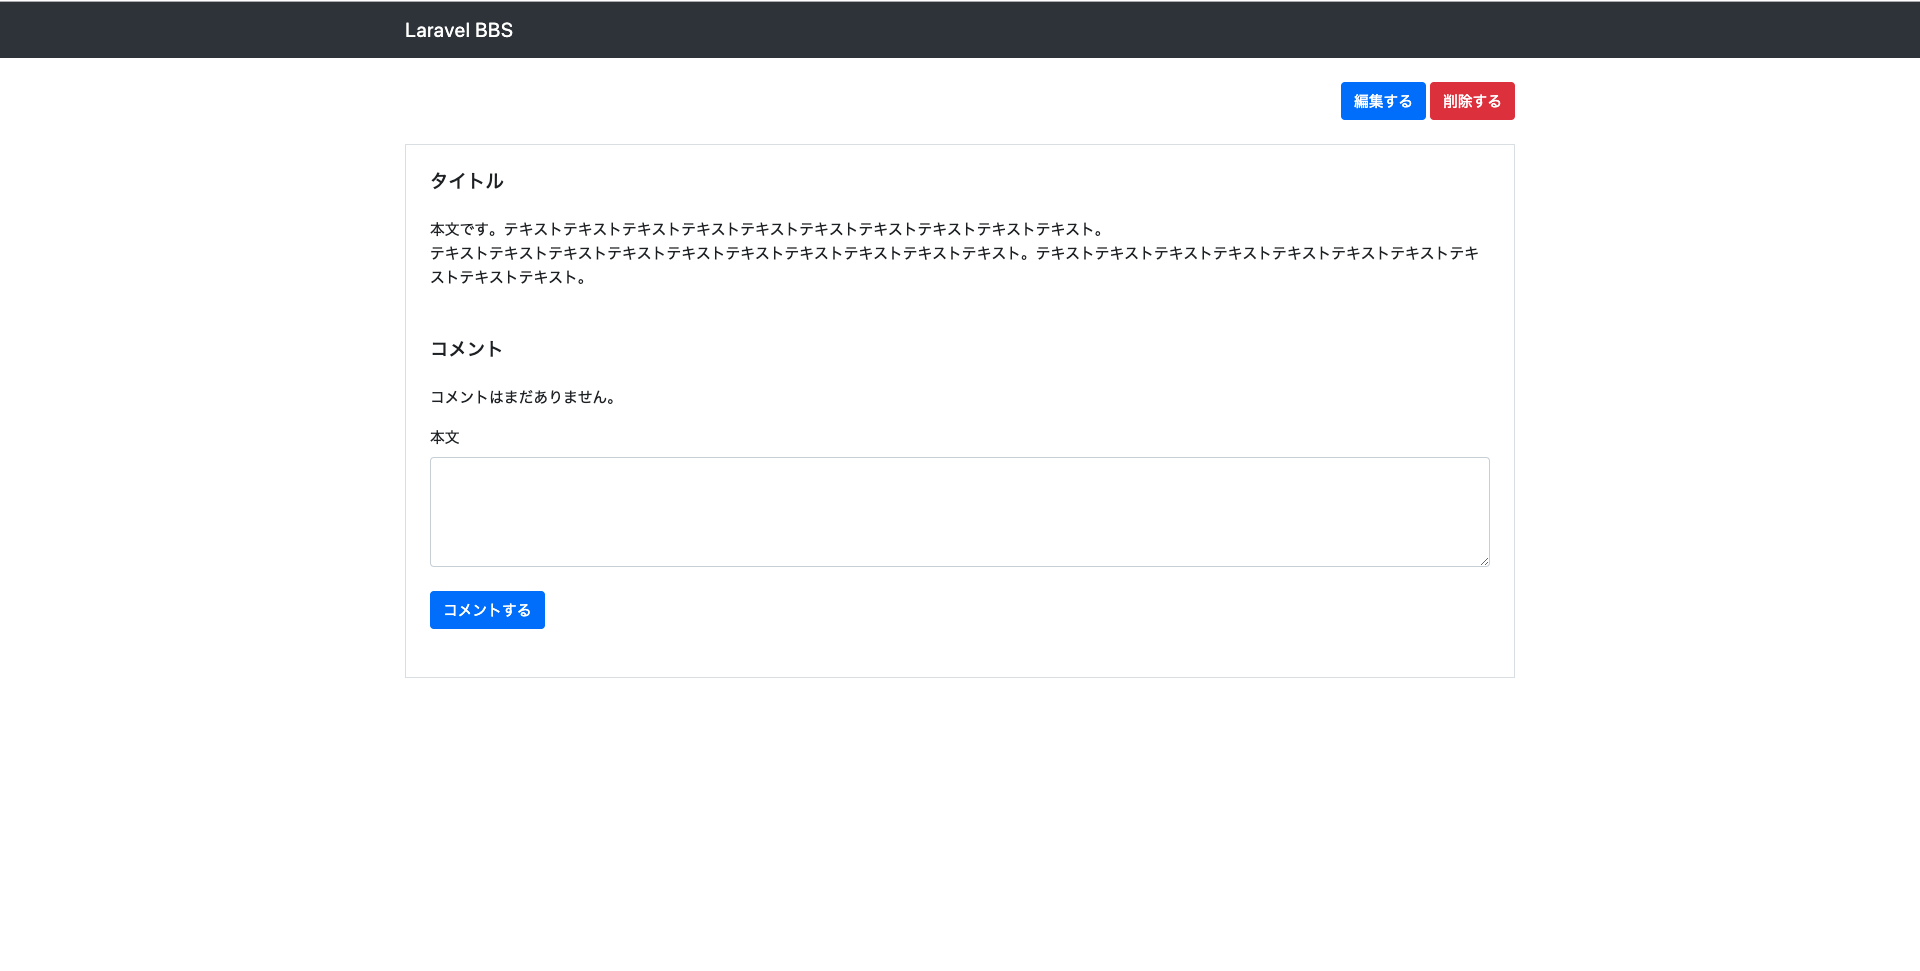 Laravel BBS
編集する 削除する
タイトル
本文です。テキストテキストテキストテキストテキストテキストテキストテキストテキストテキスト。
テキストテキストテキストテキストテキストテキストテキストテキストテキストテキスト。テキストテキストテキストテキストテキストテキストテキストテキ
ストテキストテキスト。
コメント
コメントはまだありません。
本文
コメントする